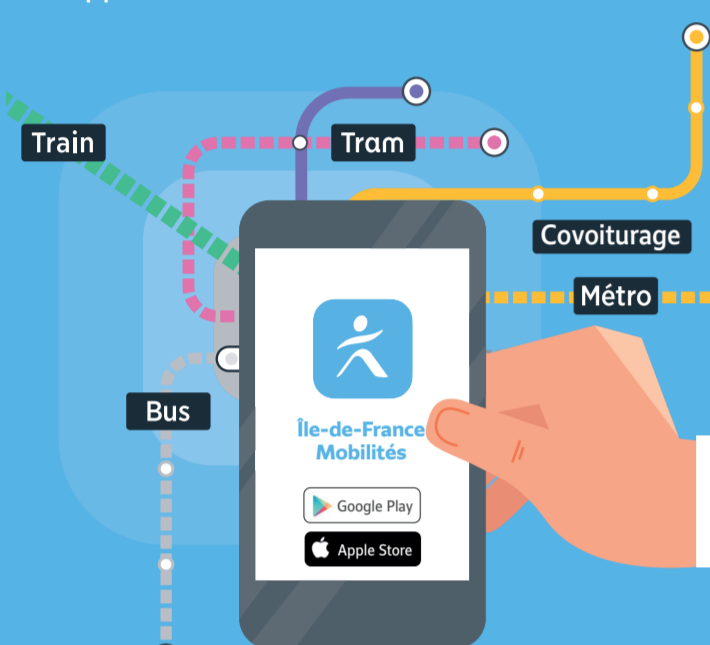 Train
Tram
Covoiturage
Métro
Bus
Île-de-France
Mobilités
Google Play
Apple Store